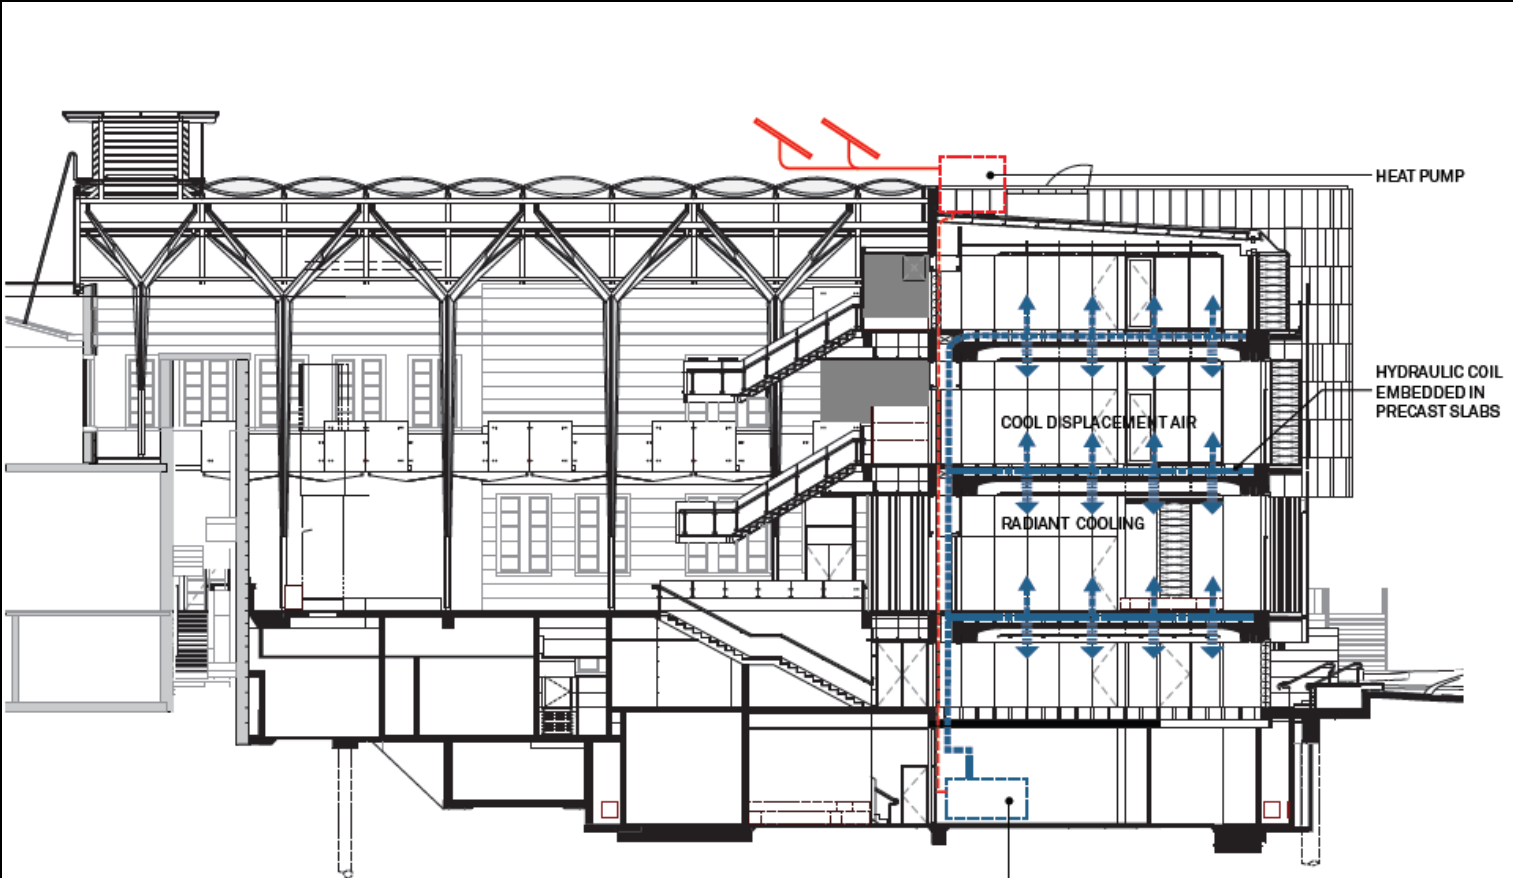 HEAT PUMP
HYDRAULIC COIL
EMBEDDED IN
PRECAST SLABS
COOL DISPLACEMENT AIR
RADIANT COOLING